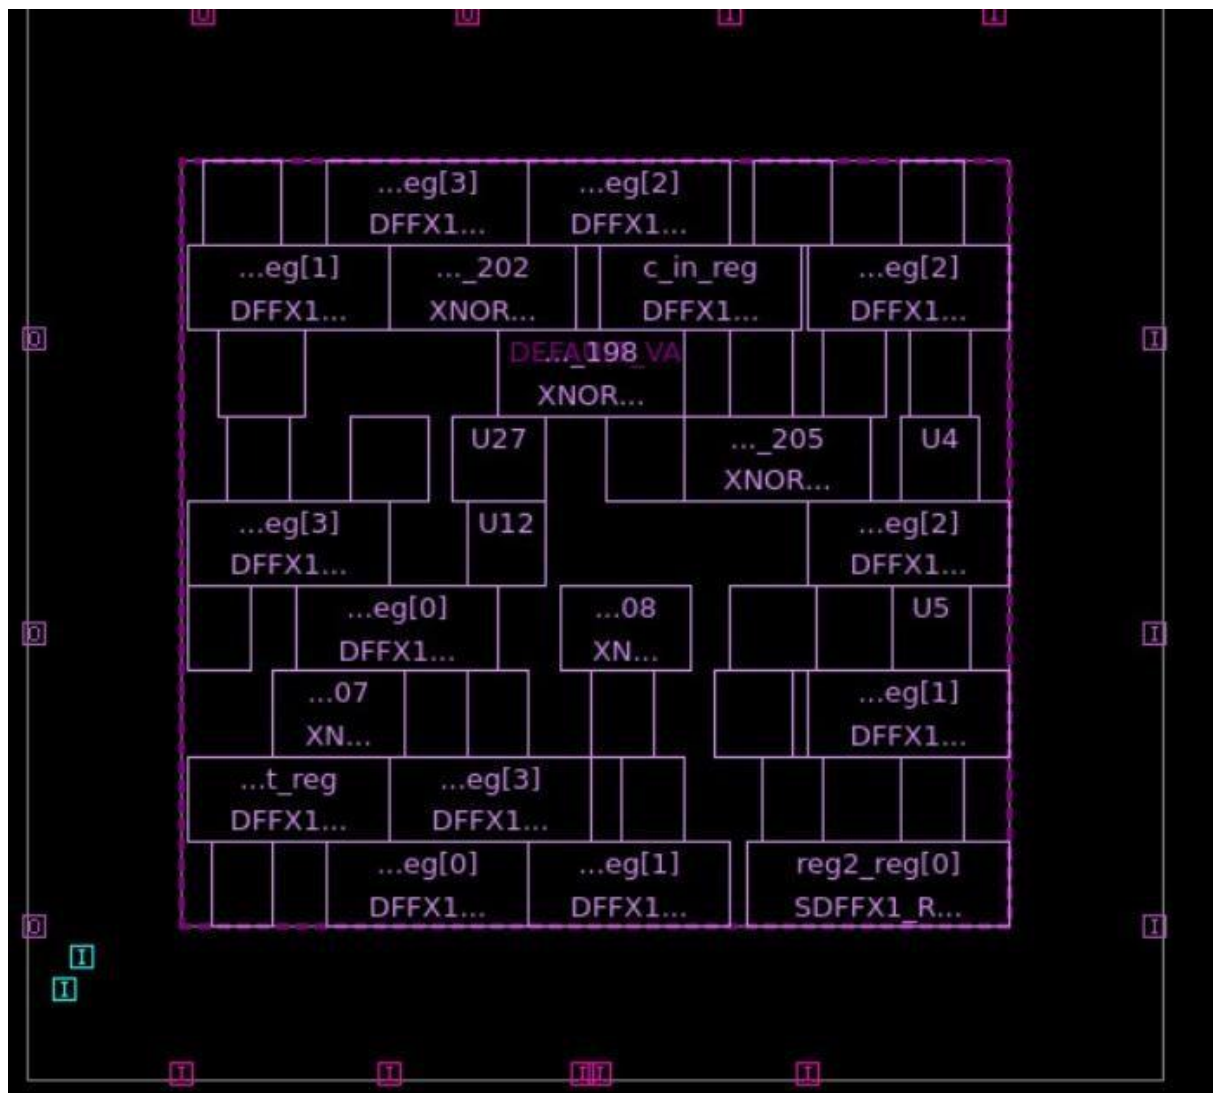 O O I I
...eg[3] ...eg[2]
DFFX1... DFFX1...
...eg[1] ..._202 c_in_reg ...eg[2]
DFFX1... XNOR... DFFX1... DFFX1...
O I
DEFAULT_VA
..._198
XNOR...
U27 ..._205 U4
XNOR...
...eg[3] U12 ...eg[2]
DFFX1... DFFX1...
...eg[0] ...08 U5
O I
DFFX1... XN...
...07 ...eg[1]
XN... DFFX1...
...t_reg ...eg[3]
DFFX1... DFFX1...
...eg[0] ...eg[1] reg2_reg[0]
DFFX1... DFFX1... SDFFX1_R...
O I
I
I
I I I I I